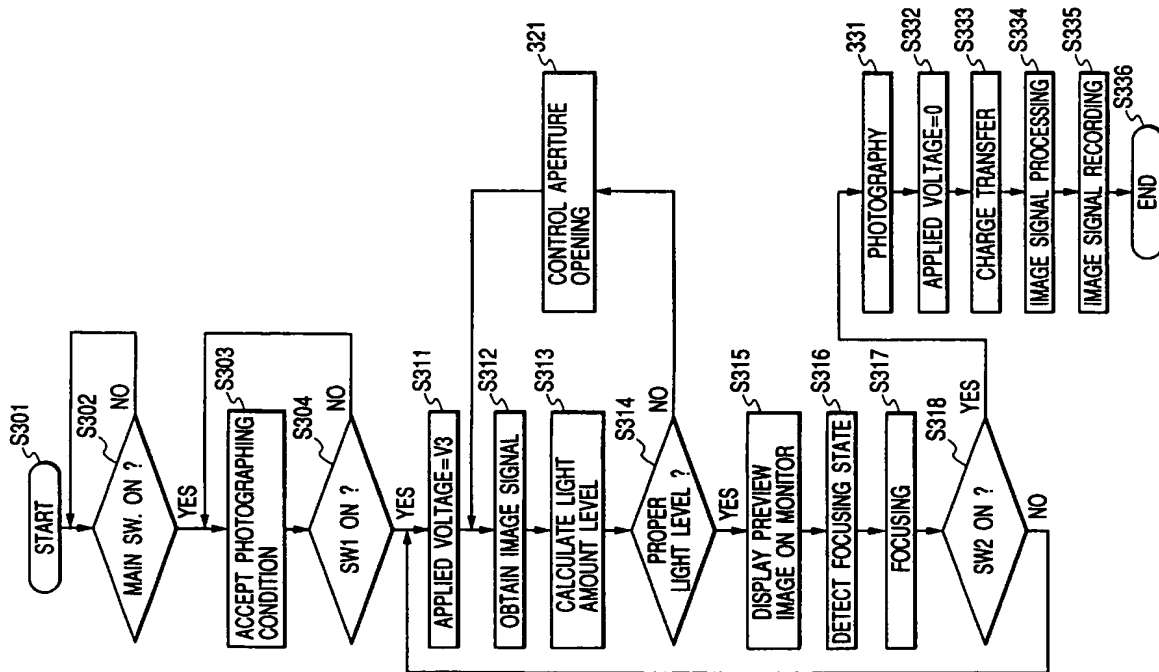 S301
START
S302
MAIN SW. ON ?
NO
YES
S303
ACCEPT PHOTOGRAPHING
CONDITION
S304
SW1 ON ?
NO
YES
S311
APPLIED VOLTAGE=V3
S312
OBTAIN IMAGE SIGNAL
S313
CALCULATE LIGHT
AMOUNT LEVEL
S314
PROPER
LIGHT LEVEL ?
NO
YES
321
CONTROL APERTURE
OPENING
S315
DISPLAY PREVIEW
IMAGE ON MONITOR
S316
DETECT FOCUSING STATE
S317
FOCUSING
S318
SW2 ON ?
YES
NO
331
PHOTOGRAPHY
S332
APPLIED VOLTAGE=0
S333
CHARGE TRANSFER
S334
IMAGE SIGNAL PROCESSING
S335
IMAGE SIGNAL RECORDING
S336
END